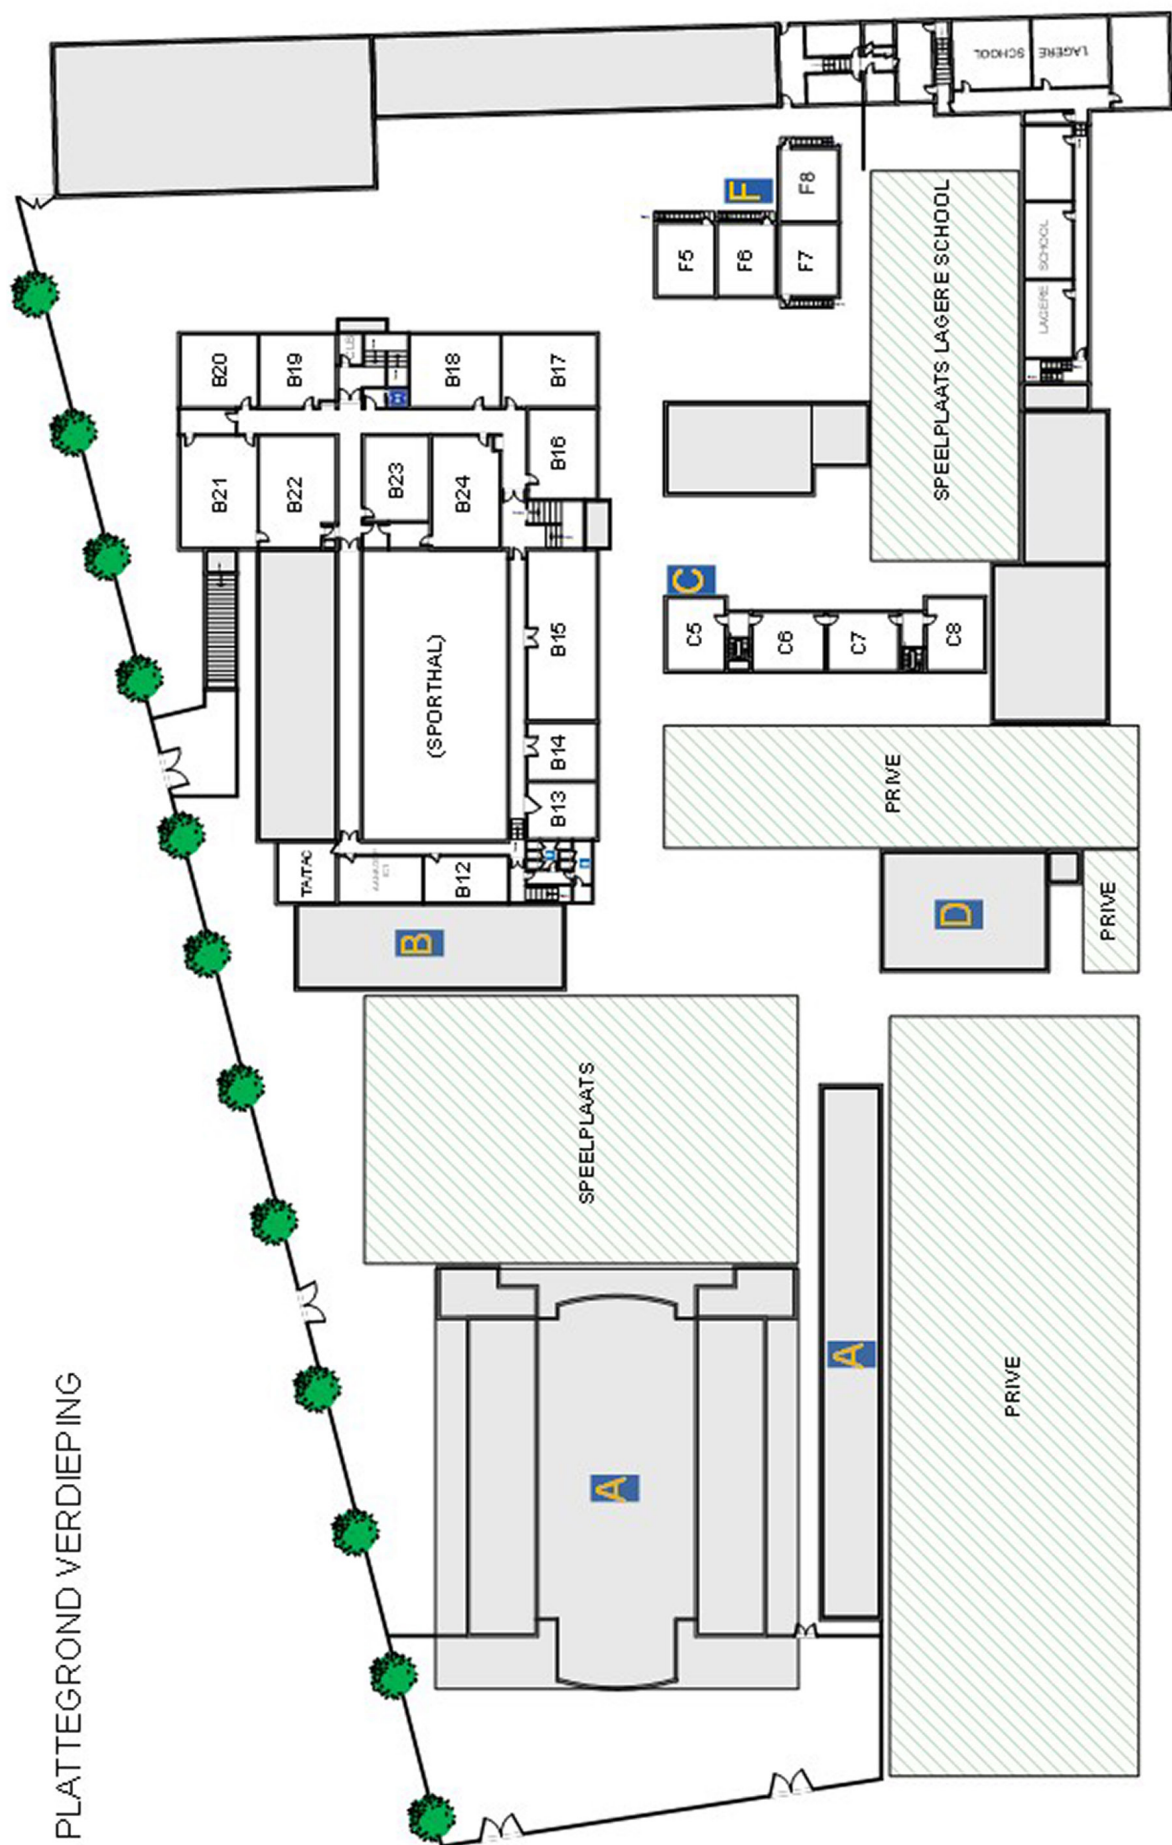 PLATTEGROND VERDIEPING
B20
B19
CLB
B18
B17
B21
B22
B23
B24
B16
(SPORTHAL)
B15
B14
B13
TA/TAC
B12
B
F5
F6
F7
F8
F
SCHOOL
LAGERE
LAGERE SCHOOL
SPEELPLAATS LAGERE SCHOOL
C
C5
C6
C7
C8
PRIVE
D
PRIVE
SPEELPLAATS
A
A
PRIVE